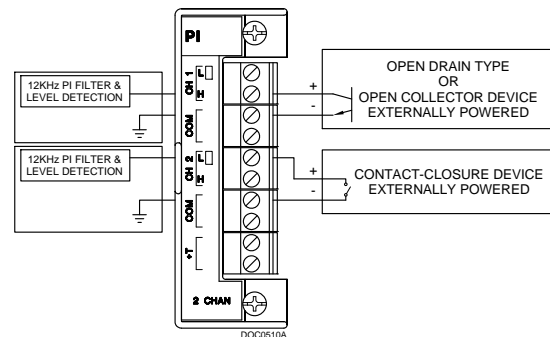 PI
12KHz PI FILTER &
LEVEL DETECTION
CH 1
L
H
COM
12KHz PI FILTER &
LEVEL DETECTION
CH 2
L
H
COM
+T
2 CHAN
+
-
OPEN DRAIN TYPE
OR
OPEN COLLECTOR DEVICE
EXTERNALLY POWERED
+
-
CONTACT-CLOSURE DEVICE
EXTERNALLY POWERED
DOC0510A